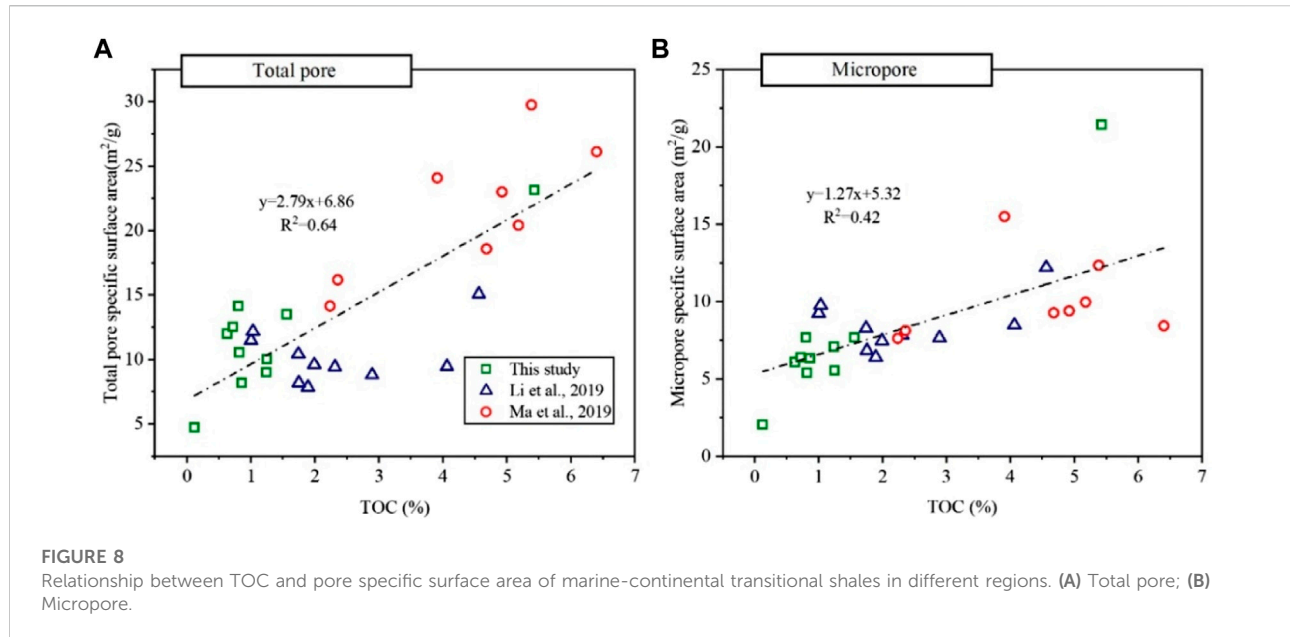 A
Total pore
Total pore specific surface area(m²/g)
30
25
20
15
10
5
y=2.79x+6.86
R²=0.64
This study
Li et al., 2019
Ma et al., 2019
0 1 2 3 4 5 6 7
TOC (%)
B
Micropore
Micropore specific surface area (m²/g)
25
20
15
10
5
0
y=1.27x+5.32
R²=0.42
0 1 2 3 4 5 6 7
TOC (%)
FIGURE 8
Relationship between TOC and pore specific surface area of marine-continental transitional shales in different regions. (A) Total pore; (B)
Micropore.